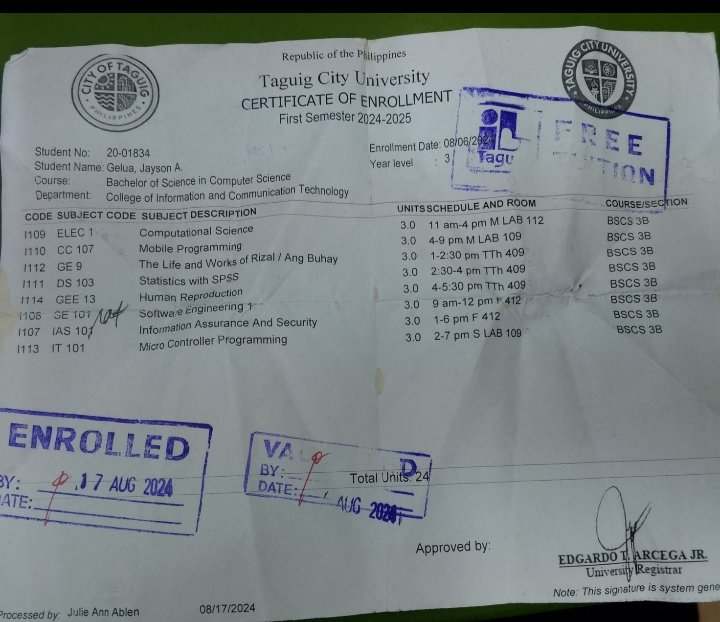 CITY OF TAGUIG
PHILIPPINES
TAGUIG CITY UNIVERSITY
Republic of the Philippines
Taguig City University
CERTIFICATE OF ENROLLMENT
First Semester 2024-2025
FREE
TUITION
Student No: 20-01834
Enrollment Date: 08/06/2024
Student Name: Gelua, Jayson A.
Year level : 3
Course: Bachelor of Science in Computer Science
Department: College of Information and Communication Technology
CODE SUBJECT CODE SUBJECT DESCRIPTION UNITS SCHEDULE AND ROOM COURSE/SECTION
I109 ELEC 1 Computational Science 3.0 11 am-4 pm M LAB 112 BSCS 3B
I110 CC 107 Mobile Programming 3.0 4-9 pm M LAB 109 BSCS 3B
I112 GE 9 The Life and Works of Rizal / Ang Buhay 3.0 1-2:30 pm TTh 409 BSCS 3B
I111 DS 103 Statistics with SPSS 3.0 2:30-4 pm TTh 409 BSCS 3B
I114 GEE 13 Human Reproduction 3.0 4-5:30 pm TTh 409 BSCS 3B
I106 SE 101 Software Engineering 1 3.0 9 am-12 pm F 412 BSCS 3B
I107 IAS 101 Information Assurance And Security 3.0 1-6 pm F 412 BSCS 3B
I113 IT 101 Micro Controller Programming 3.0 2-7 pm S LAB 109 BSCS 3B
ENROLLED
BY:
17 AUG 2024
DATE:
BY:
DATE:
AUG 2024
Total Units: 24
Approved by:
EDGARDO T. ARCEGA JR.
University Registrar
Note: This signature is system gene
Processed by: Julie Ann Ablen 08/17/2024